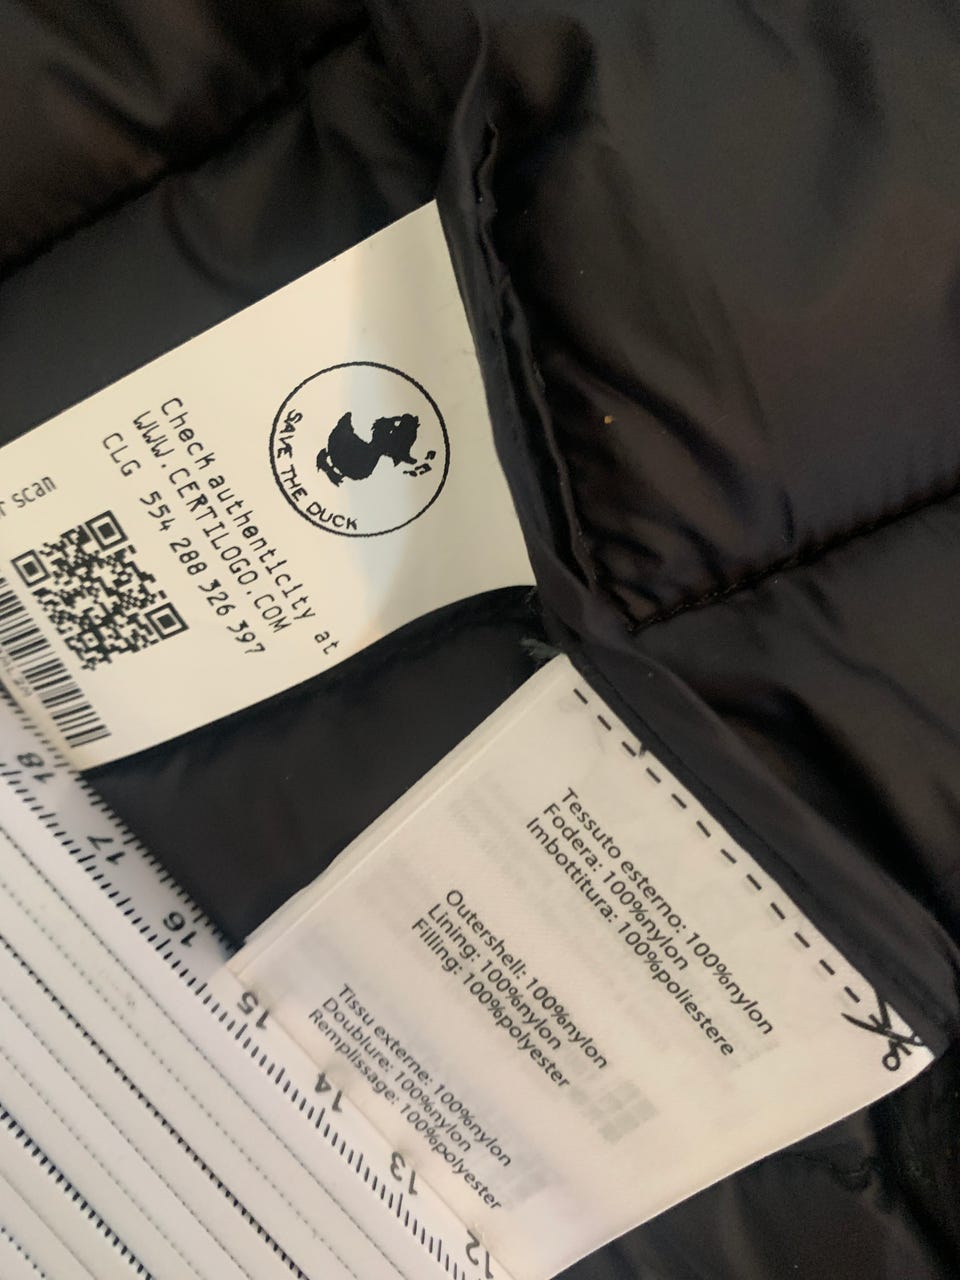 SAVE THE DUCK
Check authenticity at
WWW.CERTILOGO.COM
CLG 554 288 326 397
scan
Tessuto esterno: 100%nylon
Fodera: 100%nylon
Imbottitura: 100%poliestere
Outershell: 100%nylon
Lining: 100%nylon
Filling: 100%polyester
Tissu externe: 100%nylon
Doublure: 100%nylon
Remplissage: 100%polyester
18
17
16
15
14
13
12